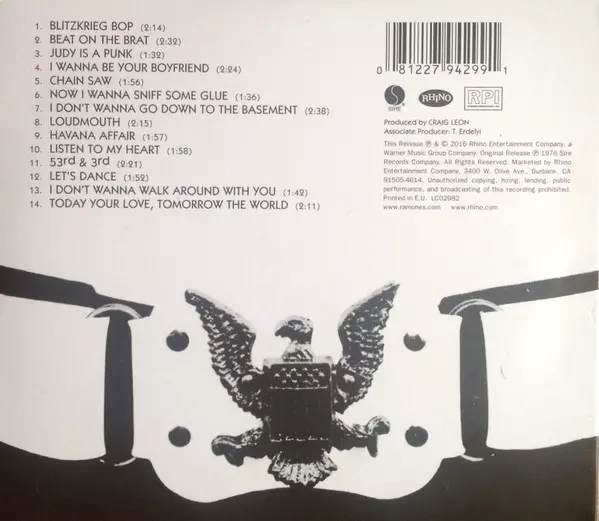 1. BLITZKRIEG BOP (2:14)
2. BEAT ON THE BRAT (2:32)
3. JUDY IS A PUNK (1:32)
4. I WANNA BE YOUR BOYFRIEND (2:24)
5. CHAIN SAW (1:56)
6. NOW I WANNA SNIFF SOME GLUE (1:36)
7. I DON'T WANNA GO DOWN TO THE BASEMENT (2:38)
8. LOUDMOUTH (2:15)
9. HAVANA AFFAIR (1:57)
10. LISTEN TO MY HEART (1:58)
11. 53rd & 3rd (2:21)
12. LET'S DANCE (1:52)
13. I DON'T WANNA WALK AROUND WITH YOU (1:42)
14. TODAY YOUR LOVE, TOMORROW THE WORLD (2:11)
0 81227 94299 1
SIRE RHINO RPI
Produced by CRAIG LEON
Associate Producer: T. Erdelyi
This Reissue ℗ & © 2016 Rhino Entertainment Company, a
Warner Music Group Company. Original Release ℗ 1976 Sire
Records Company. All Rights Reserved. Marketed by Rhino
Entertainment Company, 3400 W. Olive Ave., Burbank, CA
91505-4614, Unauthorized copying, hiring, lending, public
performance, and broadcasting of this recording prohibited.
Printed in E.U. LC02982
www.ramones.com www.rhino.com